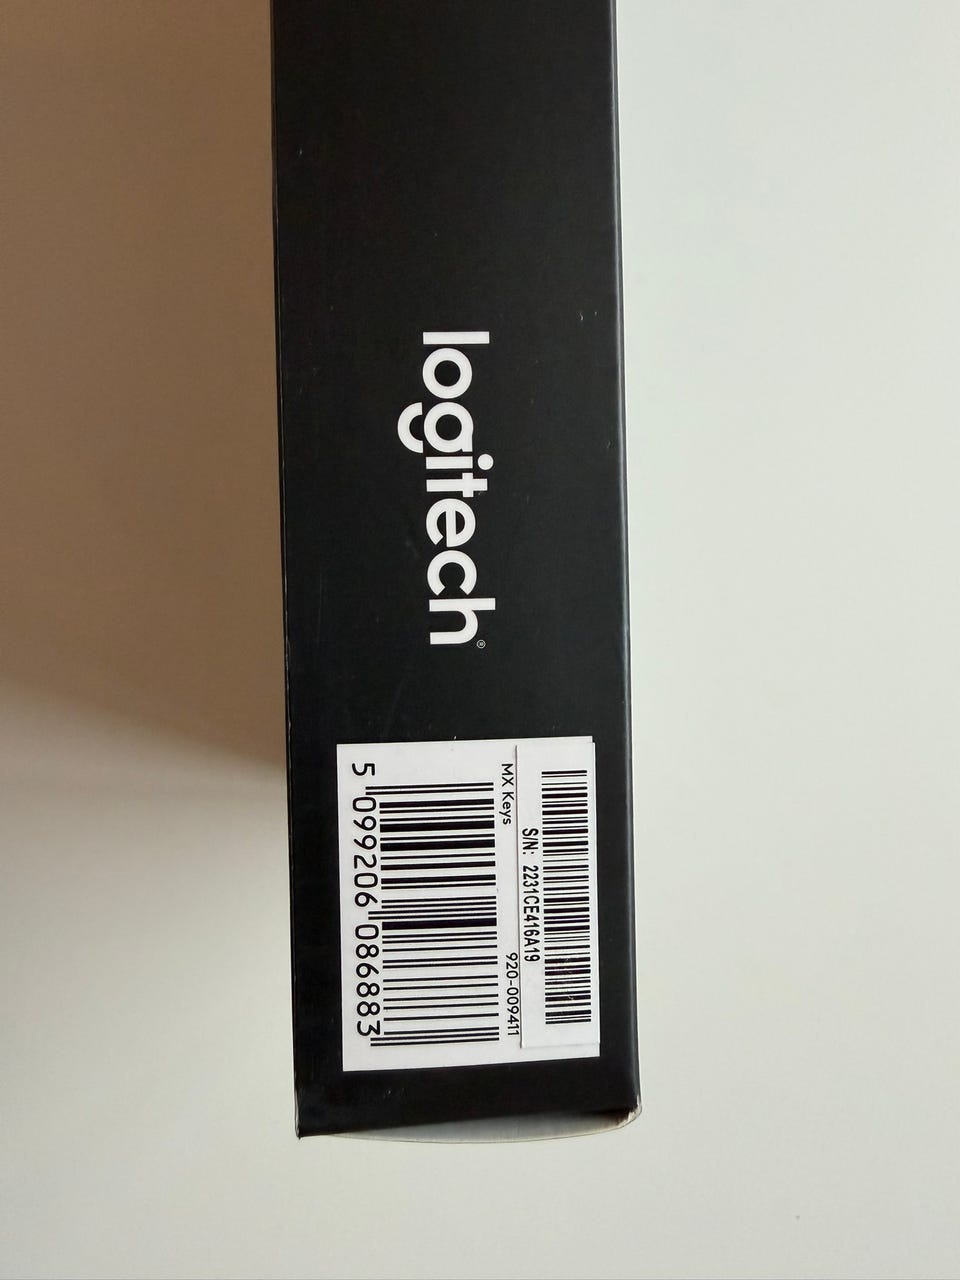 logitech®
S/N: 2231CE416A19
MX Keys 920-009411
5 099206 086883